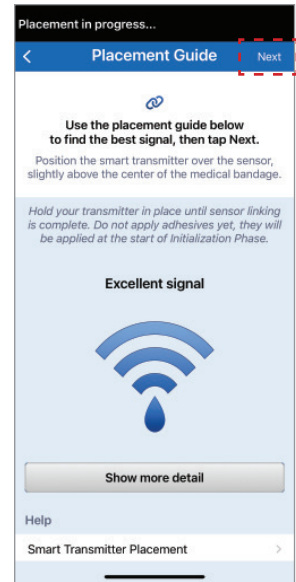 Placement in progress...
Placement Guide Next
Use the placement guide below
to find the best signal, then tap Next.
Position the smart transmitter over the sensor,
slightly above the center of the medical bandage.
Hold your transmitter in place until sensor linking
is complete. Do not apply adhesives yet, they will
be applied at the start of Initialization Phase.
Excellent signal
Show more detail
Help
Smart Transmitter Placement